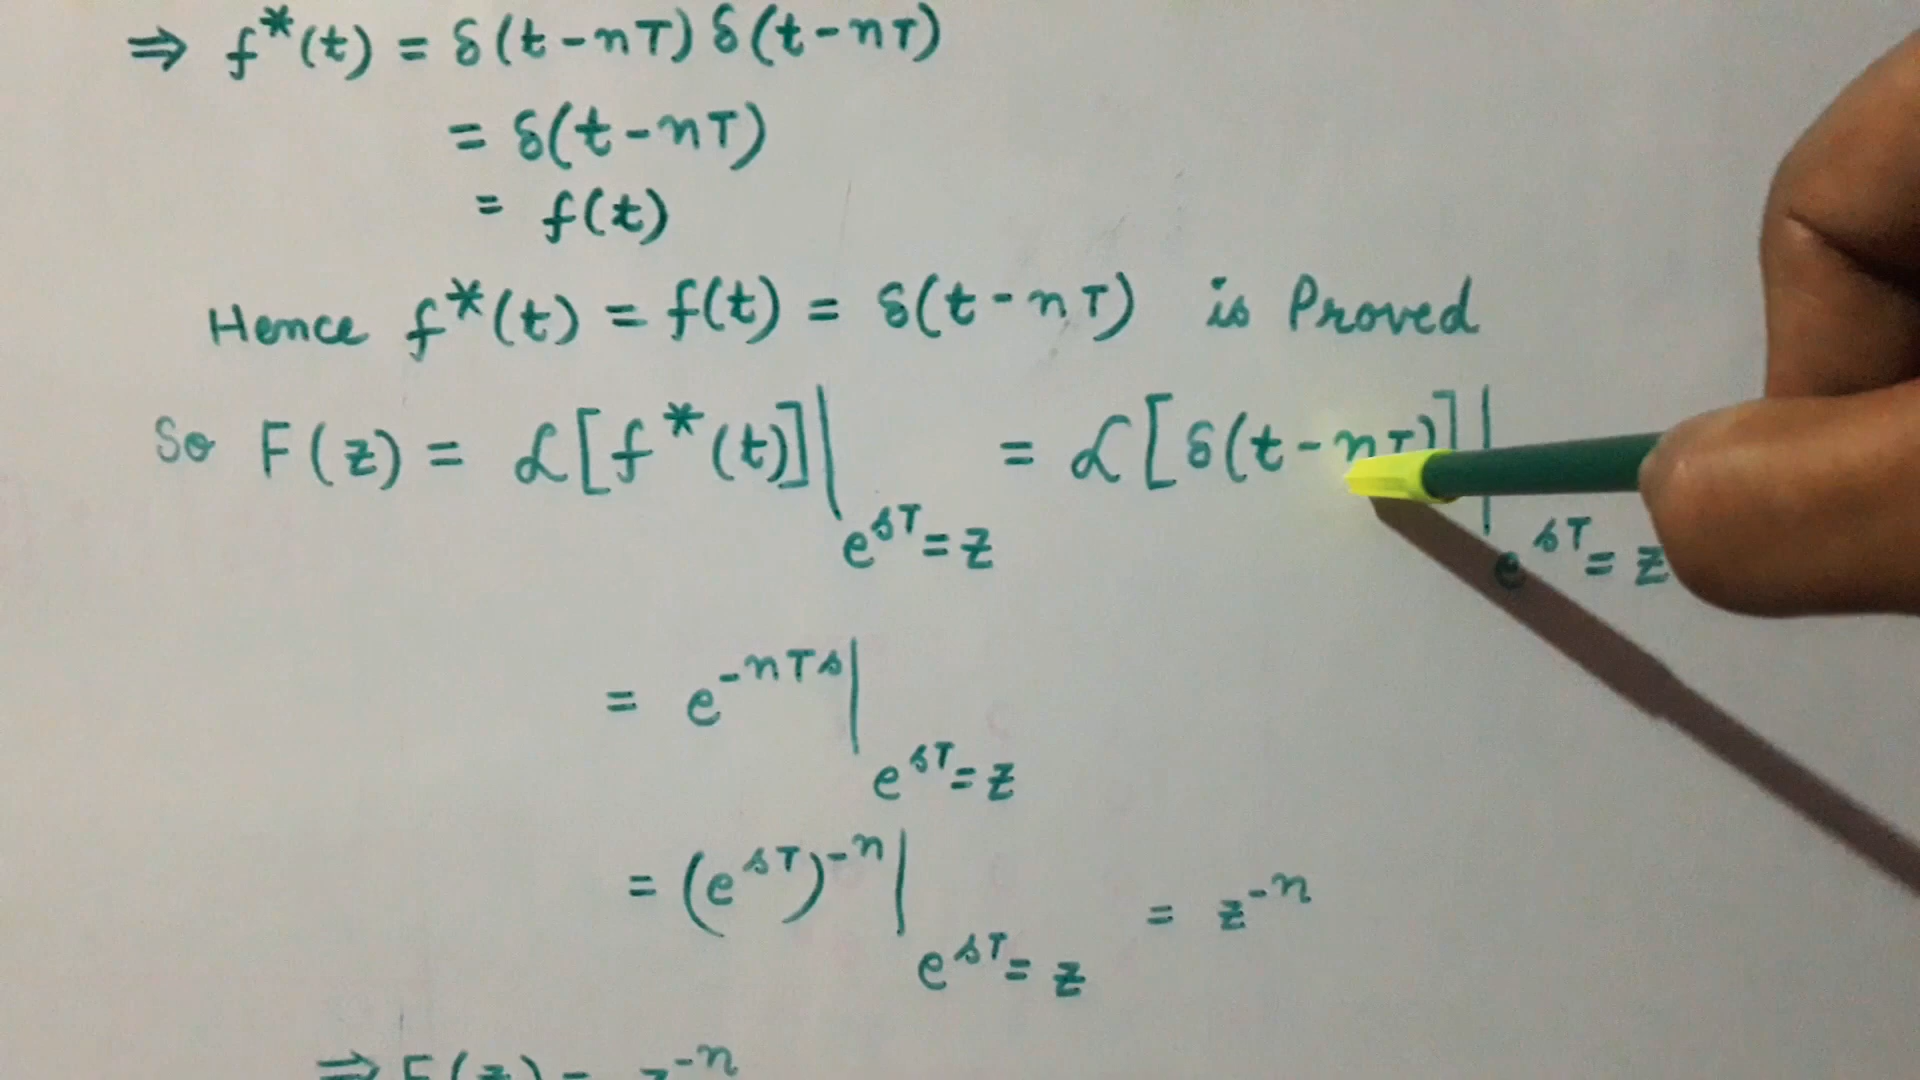 ⇒ f*(t) = δ(t-nT) δ(t-nT)
= δ(t-nT)
= f(t)
Hence f*(t) = f(t) = δ(t-nT) is Proved
So F(z) = ℒ[f*(t)]|e^sT=z = ℒ[δ(t-nT)]|e^sT=z
= e^-nTs|e^sT=z
= (e^sT)^-n|e^sT=z = z^-n
⇒ F(z) = z^-n